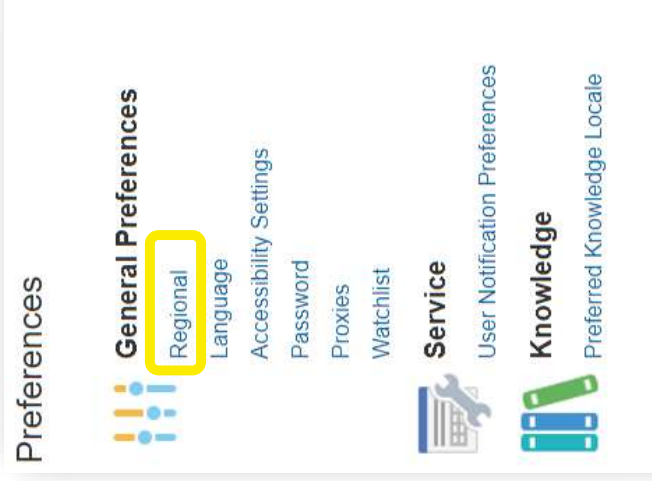 Preferences
General Preferences
Regional
Language
Accessibility Settings
Password
Proxies
Watchlist
Service
User Notification Preferences
Knowledge
Preferred Knowledge Locale